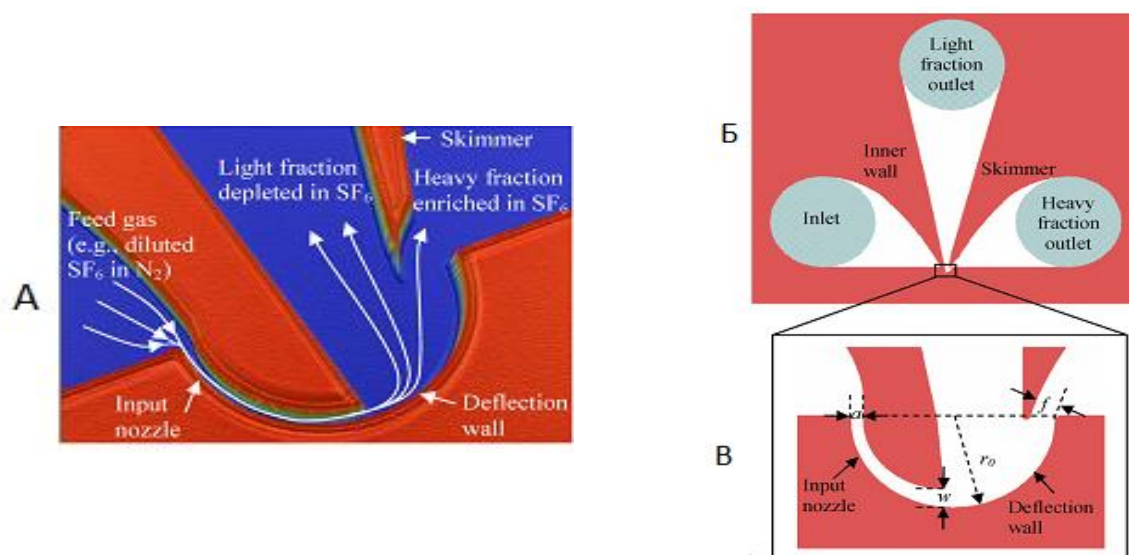 А
Skimmer
Light fraction
depleted in SF₆
Heavy fraction
enriched in SF₆
Feed gas
(e.g., diluted
SF₆ in N₂)
Input
nozzle
Deflection
wall
Б
Light
fraction
outlet
Inner
wall
Skimmer
Inlet
Heavy
fraction
outlet
В
a
f
r₀
w
Input
nozzle
Deflection
wall